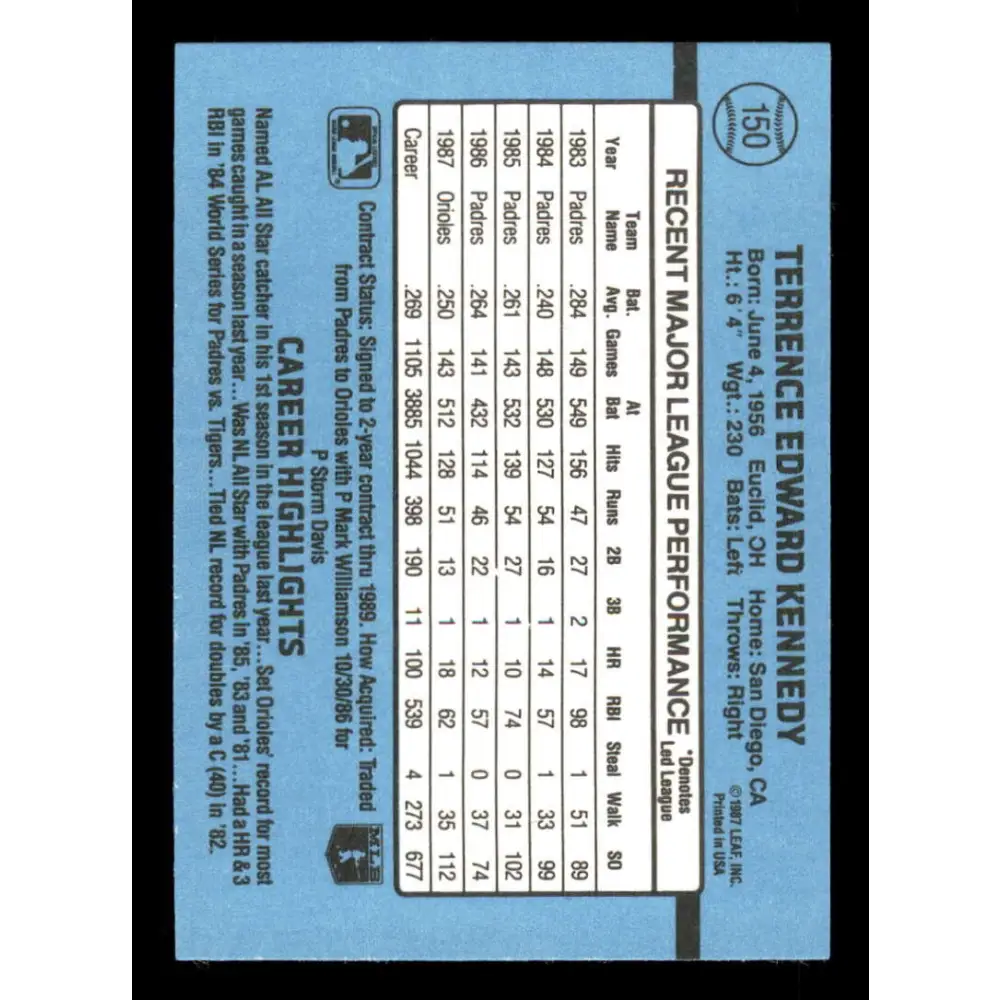 150
TERRENCE EDWARD KENNEDY
Born: June 4, 1956 Euclid, OH Home: San Diego, CA
Ht.: 6'4" Wgt.: 230 Bats: Left Throws: Right
©1987 LEAF, INC.
Printed in USA
RECENT MAJOR LEAGUE PERFORMANCE *Denotes Led League
Year Team Name Bat. Avg. Games At Bat Hits Runs 2B 3B HR RBI Steal Walk SO
1983 Padres .284 149 549 156 47 27 2 17 98 1 51 89
1984 Padres .240 148 530 127 54 16 1 14 57 1 33 99
1985 Padres .261 143 532 139 54 27 1 10 74 0 31 102
1986 Padres .264 141 432 114 46 22 1 12 57 0 37 74
1987 Orioles .250 143 512 128 51 13 1 18 62 1 35 112
Career .269 1105 3885 1044 398 190 11 100 539 4 273 677
Contract Status: Signed to 2-year contract thru 1989. How Acquired: Traded
from Padres to Orioles with P Mark Williamson 10/30/86 for
P Storm Davis
MLB
CAREER HIGHLIGHTS
Named AL All Star catcher in his 1st season in the league last year...Set Orioles' record for most
games caught in a season last year...Was NL All Star with Padres in '85, '83 and '81...Had a HR & 3
RBI in '84 World Series for Padres vs. Tigers...Tied NL record for doubles by a C (40) in '82.